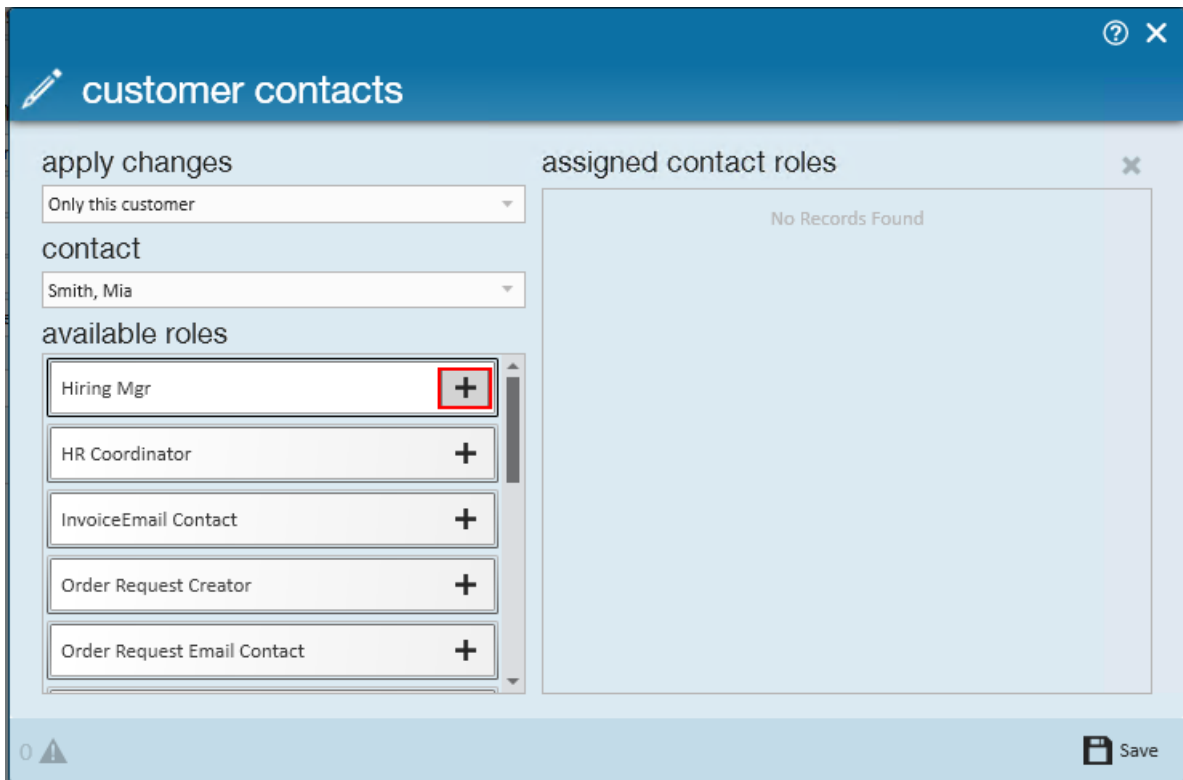 customer contacts
apply changes
Only this customer
contact
Smith, Mia
available roles
Hiring Mgr
HR Coordinator
InvoiceEmail Contact
Order Request Creator
Order Request Email Contact
assigned contact roles
No Records Found
0
Save